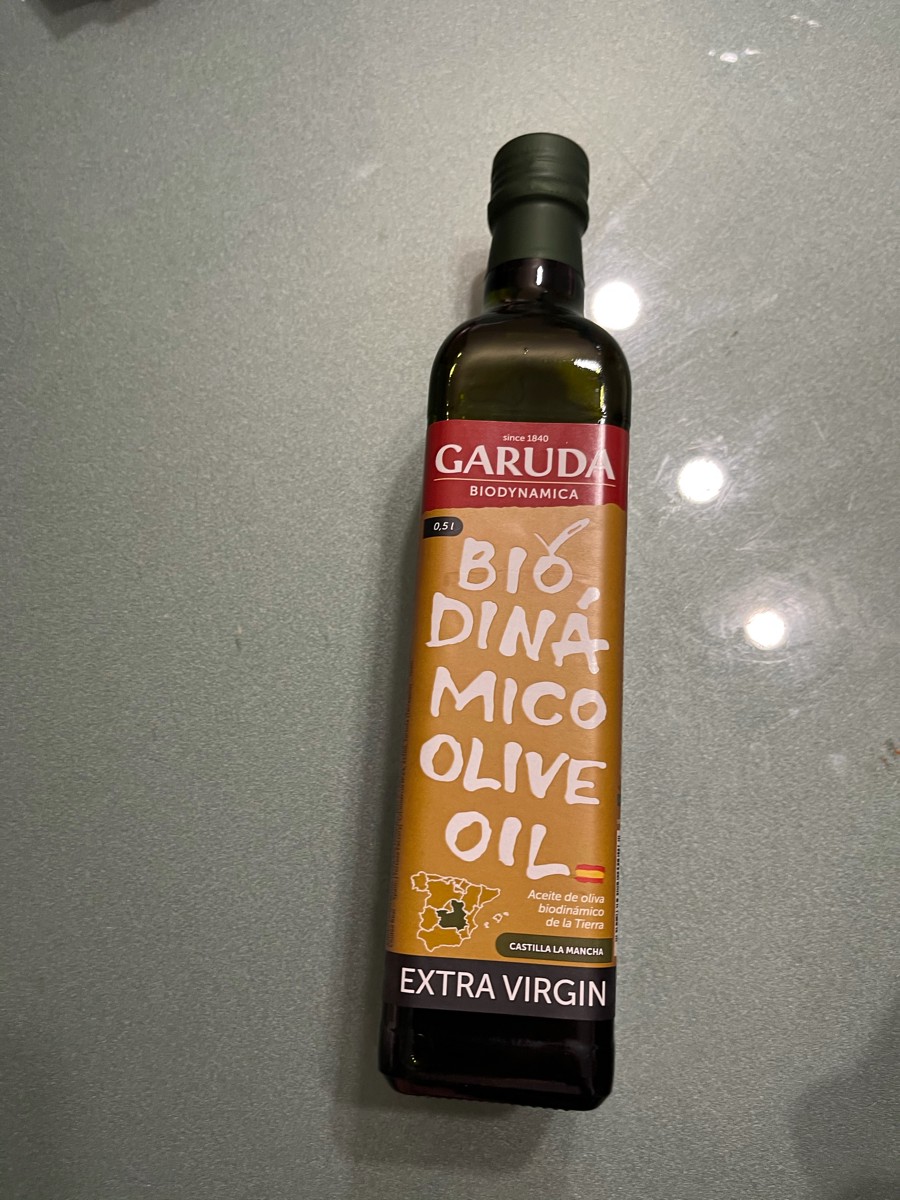 since 1840
GARUDA
BIODYNAMICA
0,5 l
BIÓ
DINÁ
MICO
OLIVE
OIL
Aceite de oliva
biodinámico
de la Tierra
CASTILLA LA MANCHA
EXTRA VIRGIN